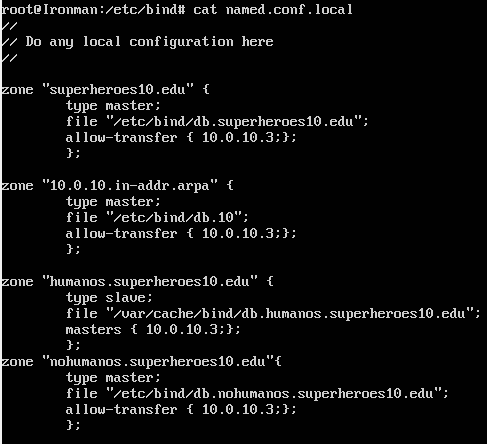 root@Ironman:/etc/bind# cat named.conf.local
//
// Do any local configuration here
//
zone "superheroes10.edu" {
type master;
file "/etc/bind/db.superheroes10.edu";
allow-transfer { 10.0.10.3;};
};
zone "10.0.10.in-addr.arpa" {
type master;
file "/etc/bind/db.10";
allow-transfer { 10.0.10.3;};
};
zone "humanos.superheroes10.edu" {
type slave;
file "/var/cache/bind/db.humanos.superheroes10.edu";
masters { 10.0.10.3;};
};
zone "nohumanos.superheroes10.edu"{
type master;
file "/etc/bind/db.nohumanos.superheroes10.edu";
allow-transfer { 10.0.10.3;};
};